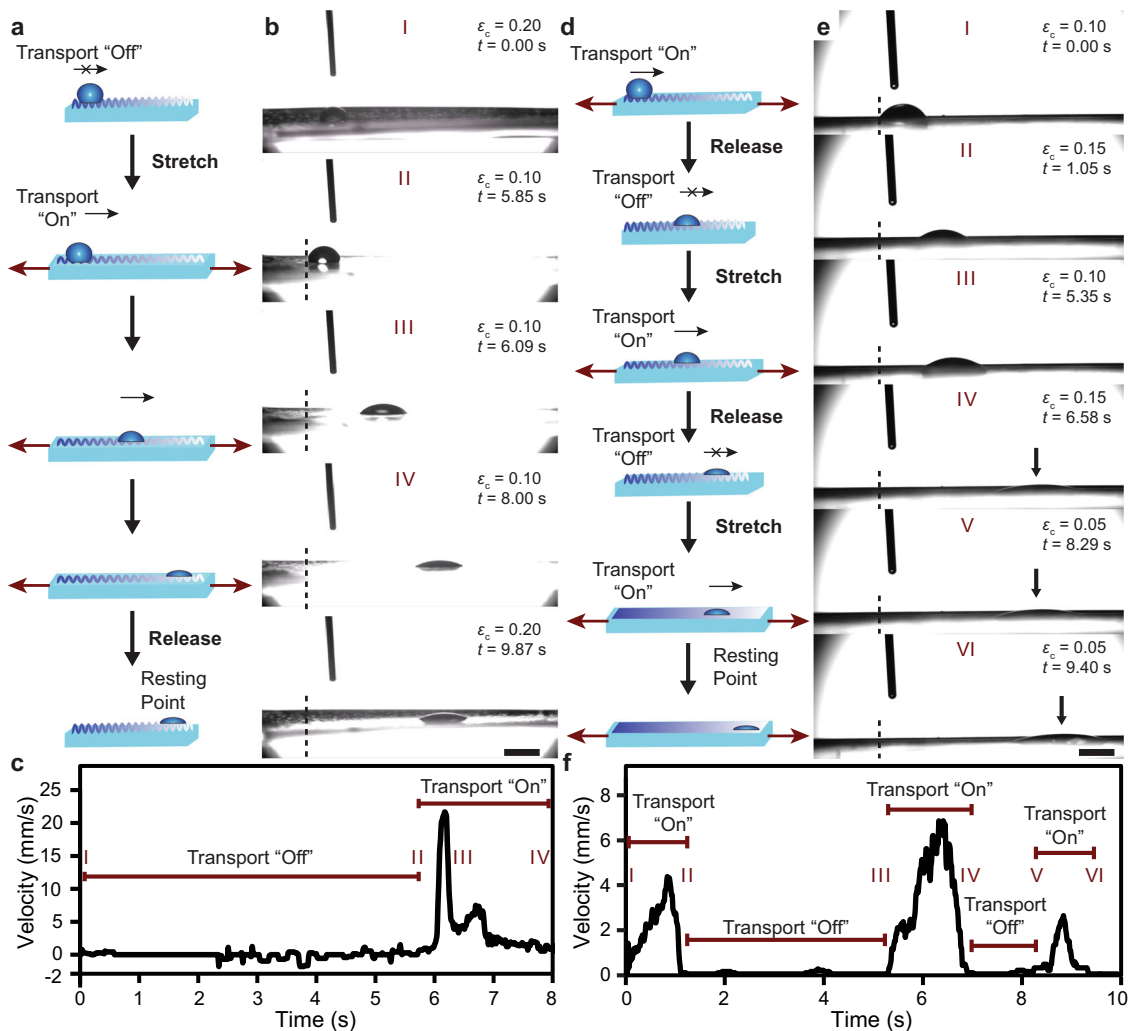 a
Transport “Off”
Stretch
Transport
“On”
Release
Resting
Point
b
I
εc = 0.20
t = 0.00 s
II
εc = 0.10
t = 5.85 s
III
εc = 0.10
t = 6.09 s
IV
εc = 0.10
t = 8.00 s
εc = 0.20
t = 9.87 s
d
Transport “On”
Release
Transport
“Off”
Stretch
Transport
“On”
Release
Transport
“Off”
Stretch
Transport
“On”
Resting
Point
e
I
εc = 0.10
t = 0.00 s
II
εc = 0.15
t = 1.05 s
III
εc = 0.10
t = 5.35 s
IV
εc = 0.15
t = 6.58 s
V
εc = 0.05
t = 8.29 s
VI
εc = 0.05
t = 9.40 s
c
Velocity (mm/s)
25
20
15
10
5
0
-2
Transport “On”
I
Transport “Off”
II
III
IV
0 1 2 3 4 5 6 7 8
Time (s)
f
Velocity (mm/s)
8
6
4
2
0
Transport
“On”
I
II
Transport “Off”
Transport “On”
III
IV
Transport
“Off”
Transport
“On”
V
VI
0 2 4 6 8 10
Time (s)